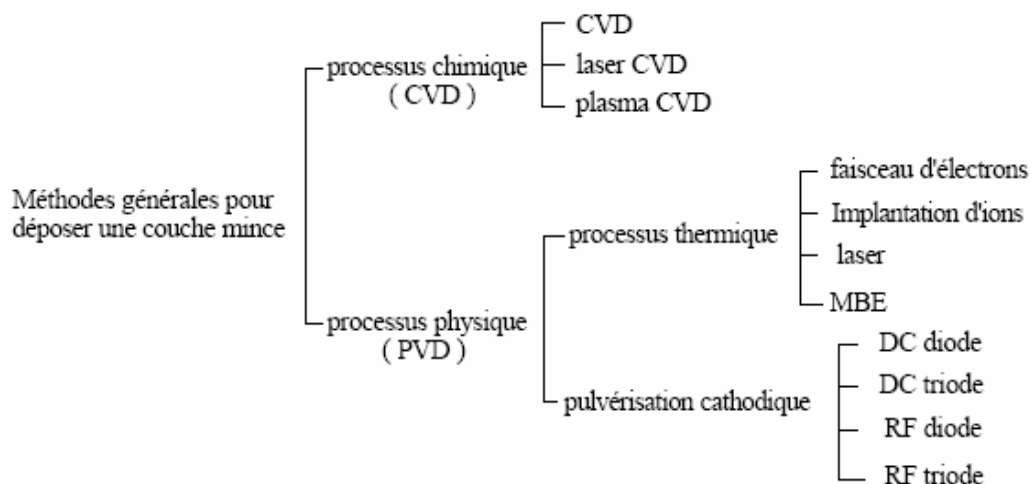 Méthodes générales pour
déposer une couche mince
processus chimique
( CVD )
CVD
laser CVD
plasma CVD
processus physique
( PVD )
processus thermique
faisceau d'électrons
Implantation d'ions
laser
MBE
pulvérisation cathodique
DC diode
DC triode
RF diode
RF triode